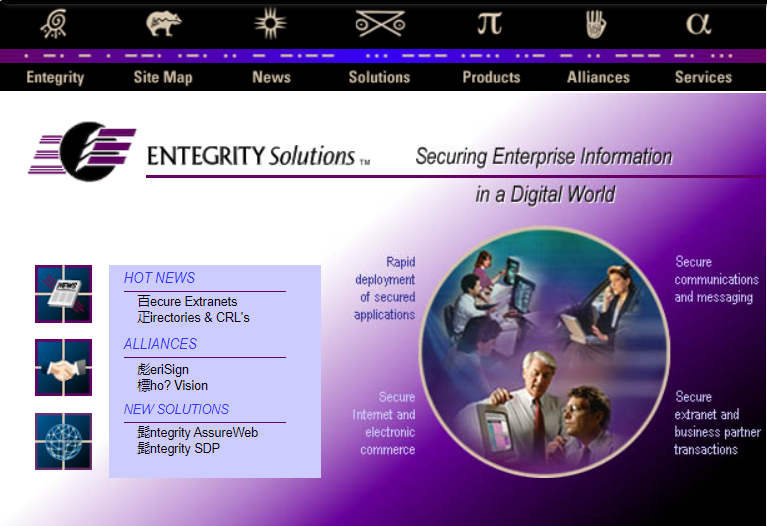 Entegrity
Site Map
News
Solutions
Products
Alliances
Services
ENTEGRITY Solutions ™
Securing Enterprise Information
in a Digital World
NEWS
HOT NEWS
百ecure Extranets
疋irectories & CRL's
ALLIANCES
彪eriSign
標ho? Vision
NEW SOLUTIONS
髭ntegrity AssureWeb
髭ntegrity SDP
Rapid
deployment
of secured
applications
Secure
communications
and messaging
Secure
Internet and
electronic
commerce
Secure
extranet and
business partner
transactions